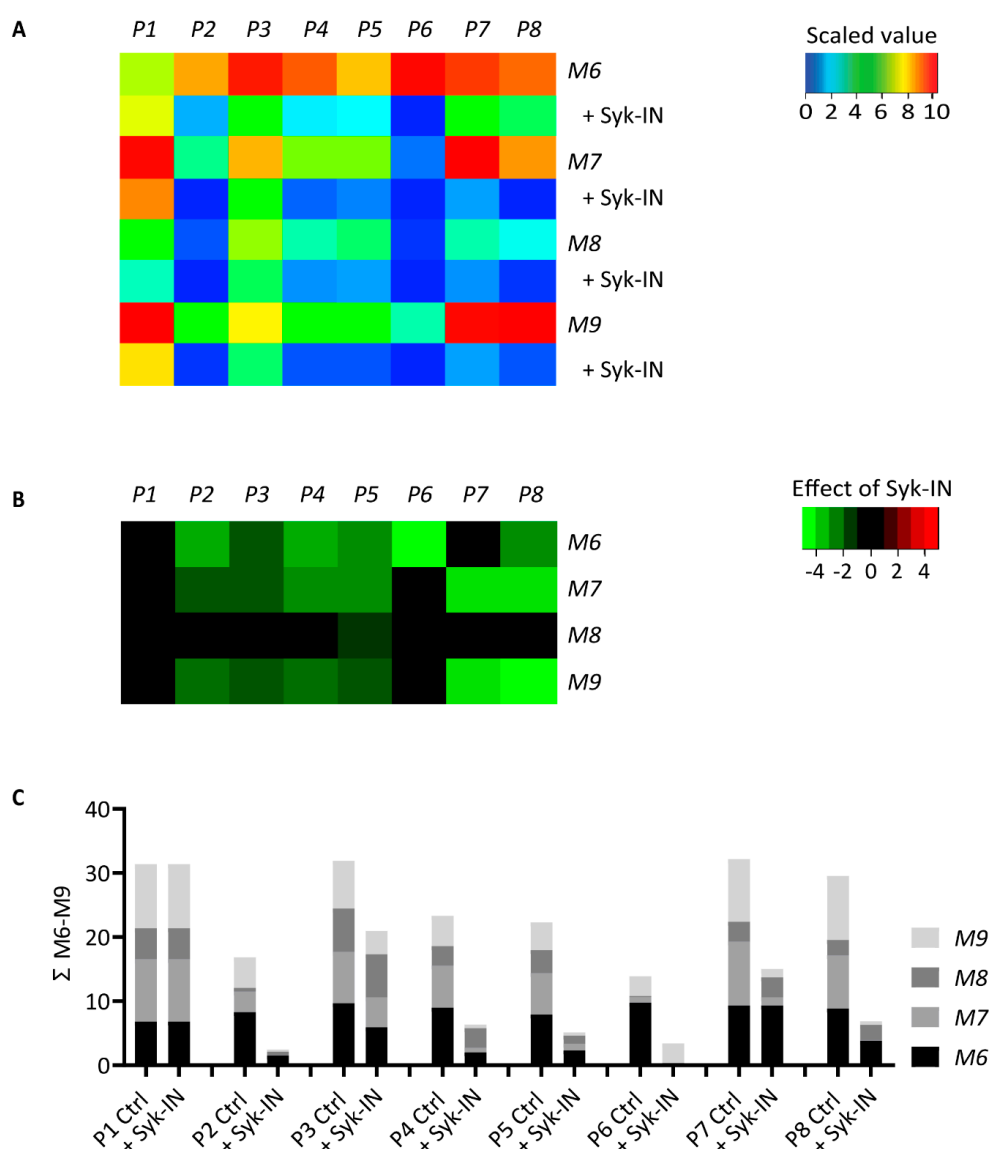 A
P1 P2 P3 P4 P5 P6 P7 P8
Scaled value
0 2 4 6 8 10
M6
+ Syk-IN
M7
+ Syk-IN
M8
+ Syk-IN
M9
+ Syk-IN
B
P1 P2 P3 P4 P5 P6 P7 P8
Effect of Syk-IN
-4 -2 0 2 4
M6
M7
M8
M9
C
Σ M6-M9
40
30
20
10
0
M9
M8
M7
M6
P1 Ctrl
+ Syk-IN
P2 Ctrl
+ Syk-IN
P3 Ctrl
+ Syk-IN
P4 Ctrl
+ Syk-IN
P5 Ctrl
+ Syk-IN
P6 Ctrl
+ Syk-IN
P7 Ctrl
+ Syk-IN
P8 Ctrl
+ Syk-IN